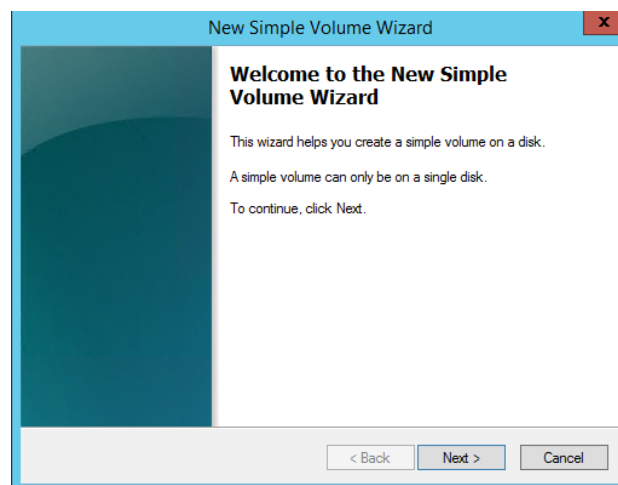 New Simple Volume Wizard
x
Welcome to the New Simple
Volume Wizard
This wizard helps you create a simple volume on a disk.
A simple volume can only be on a single disk.
To continue, click Next.
< Back Next > Cancel